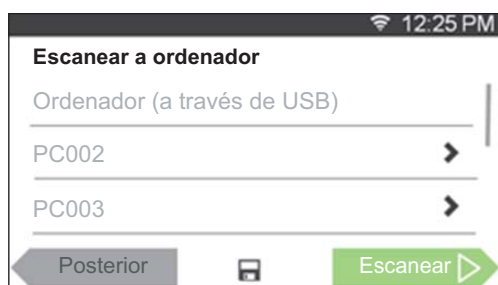 12:25 PM
Escanear a ordenador
Ordenador (a través de USB)
PC002
PC003
Posterior Escanear